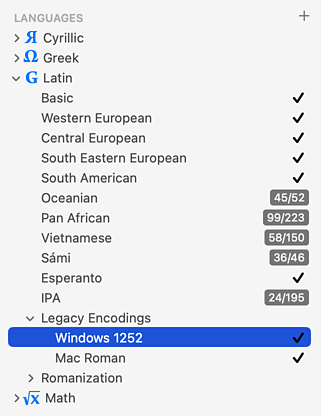 LANGUAGES
Я Cyrillic
Ω Greek
G Latin
Basic
Western European
Central European
South Eastern European
South American
Oceanian 45/52
Pan African 99/223
Vietnamese 58/150
Sámi 36/46
Esperanto
IPA 24/195
Legacy Encodings
Windows 1252
Mac Roman
Romanization
√x Math